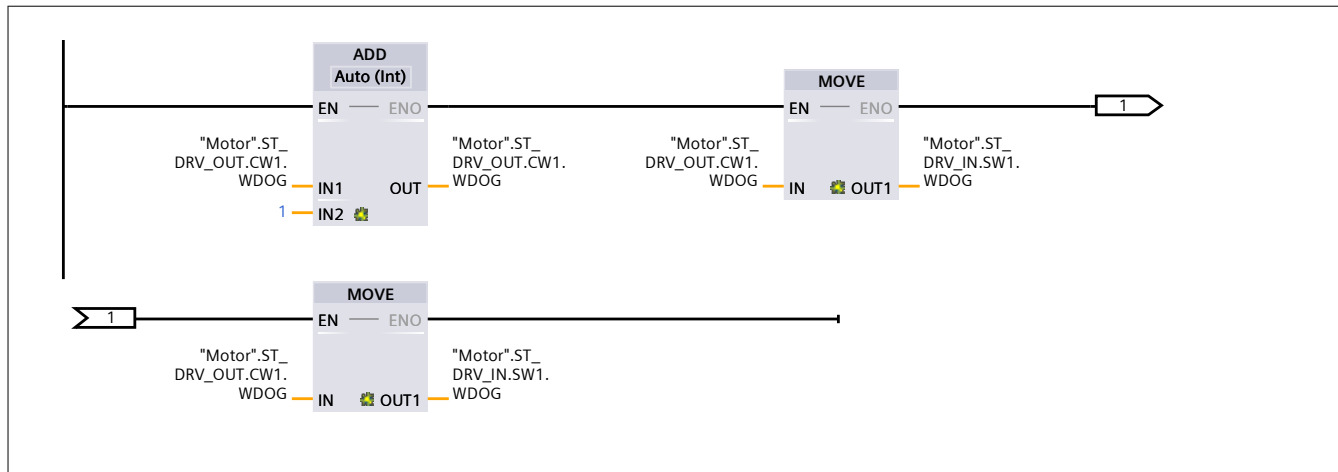 ADD
Auto (Int)
EN ENO
"Motor".ST_
DRV_OUT.CW1.
WDOG
IN1 OUT
"Motor".ST_
DRV_OUT.CW1.
WDOG
1
IN2
MOVE
EN ENO
"Motor".ST_
DRV_OUT.CW1.
WDOG
IN OUT1
"Motor".ST_
DRV_IN.SW1.
WDOG
1
1
MOVE
EN ENO
"Motor".ST_
DRV_OUT.CW1.
WDOG
IN OUT1
"Motor".ST_
DRV_IN.SW1.
WDOG